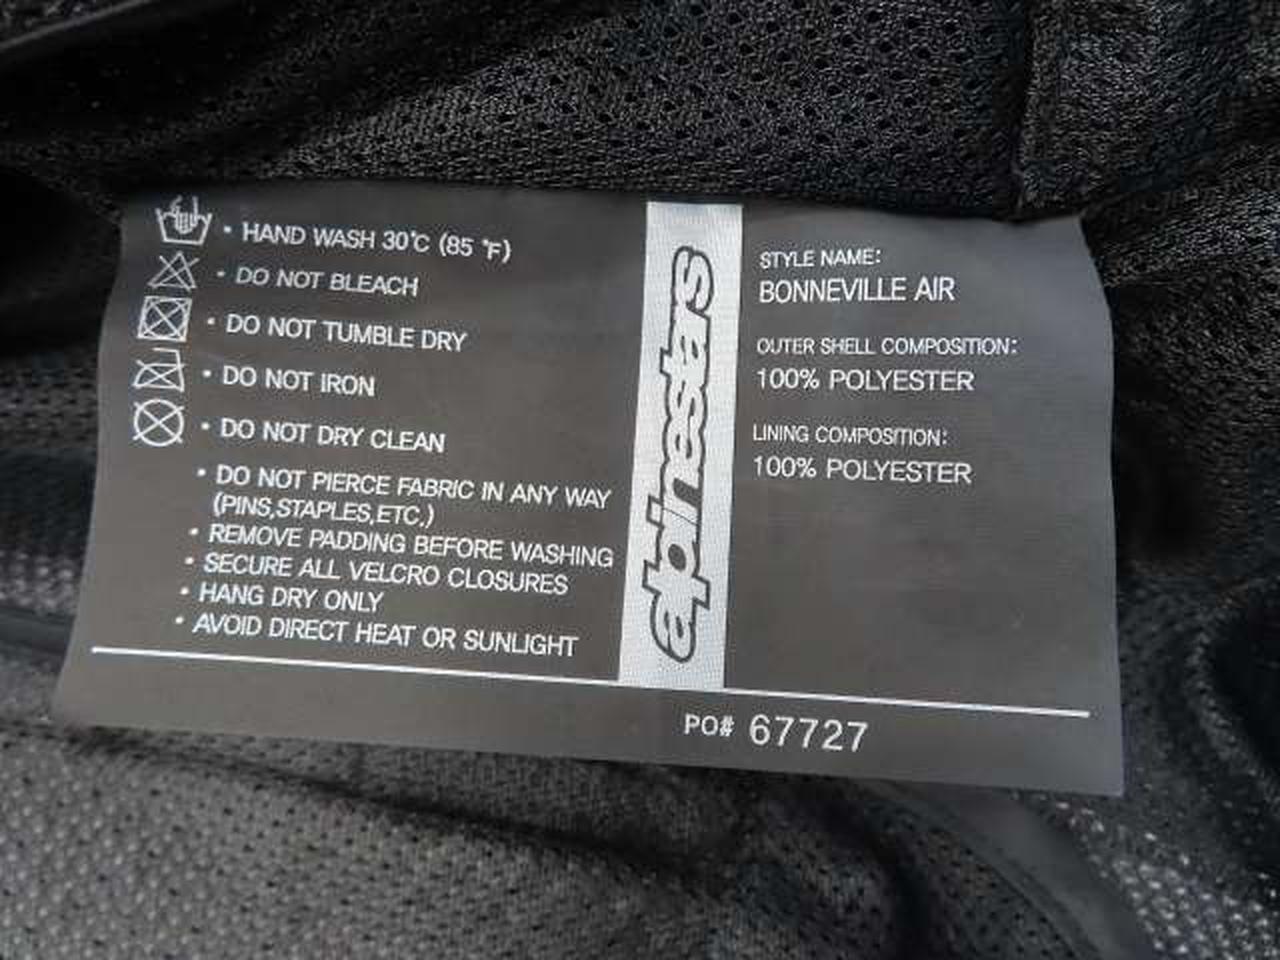 • HAND WASH 30°C (85 °F)
• DO NOT BLEACH
• DO NOT TUMBLE DRY
• DO NOT IRON
• DO NOT DRY CLEAN
• DO NOT PIERCE FABRIC IN ANY WAY
(PINS,STAPLES,ETC.)
• REMOVE PADDING BEFORE WASHING
• SECURE ALL VELCRO CLOSURES
• HANG DRY ONLY
• AVOID DIRECT HEAT OR SUNLIGHT
alpinestars
STYLE NAME:
BONNEVILLE AIR
OUTER SHELL COMPOSITION:
100% POLYESTER
LINING COMPOSITION:
100% POLYESTER
PO# 67727